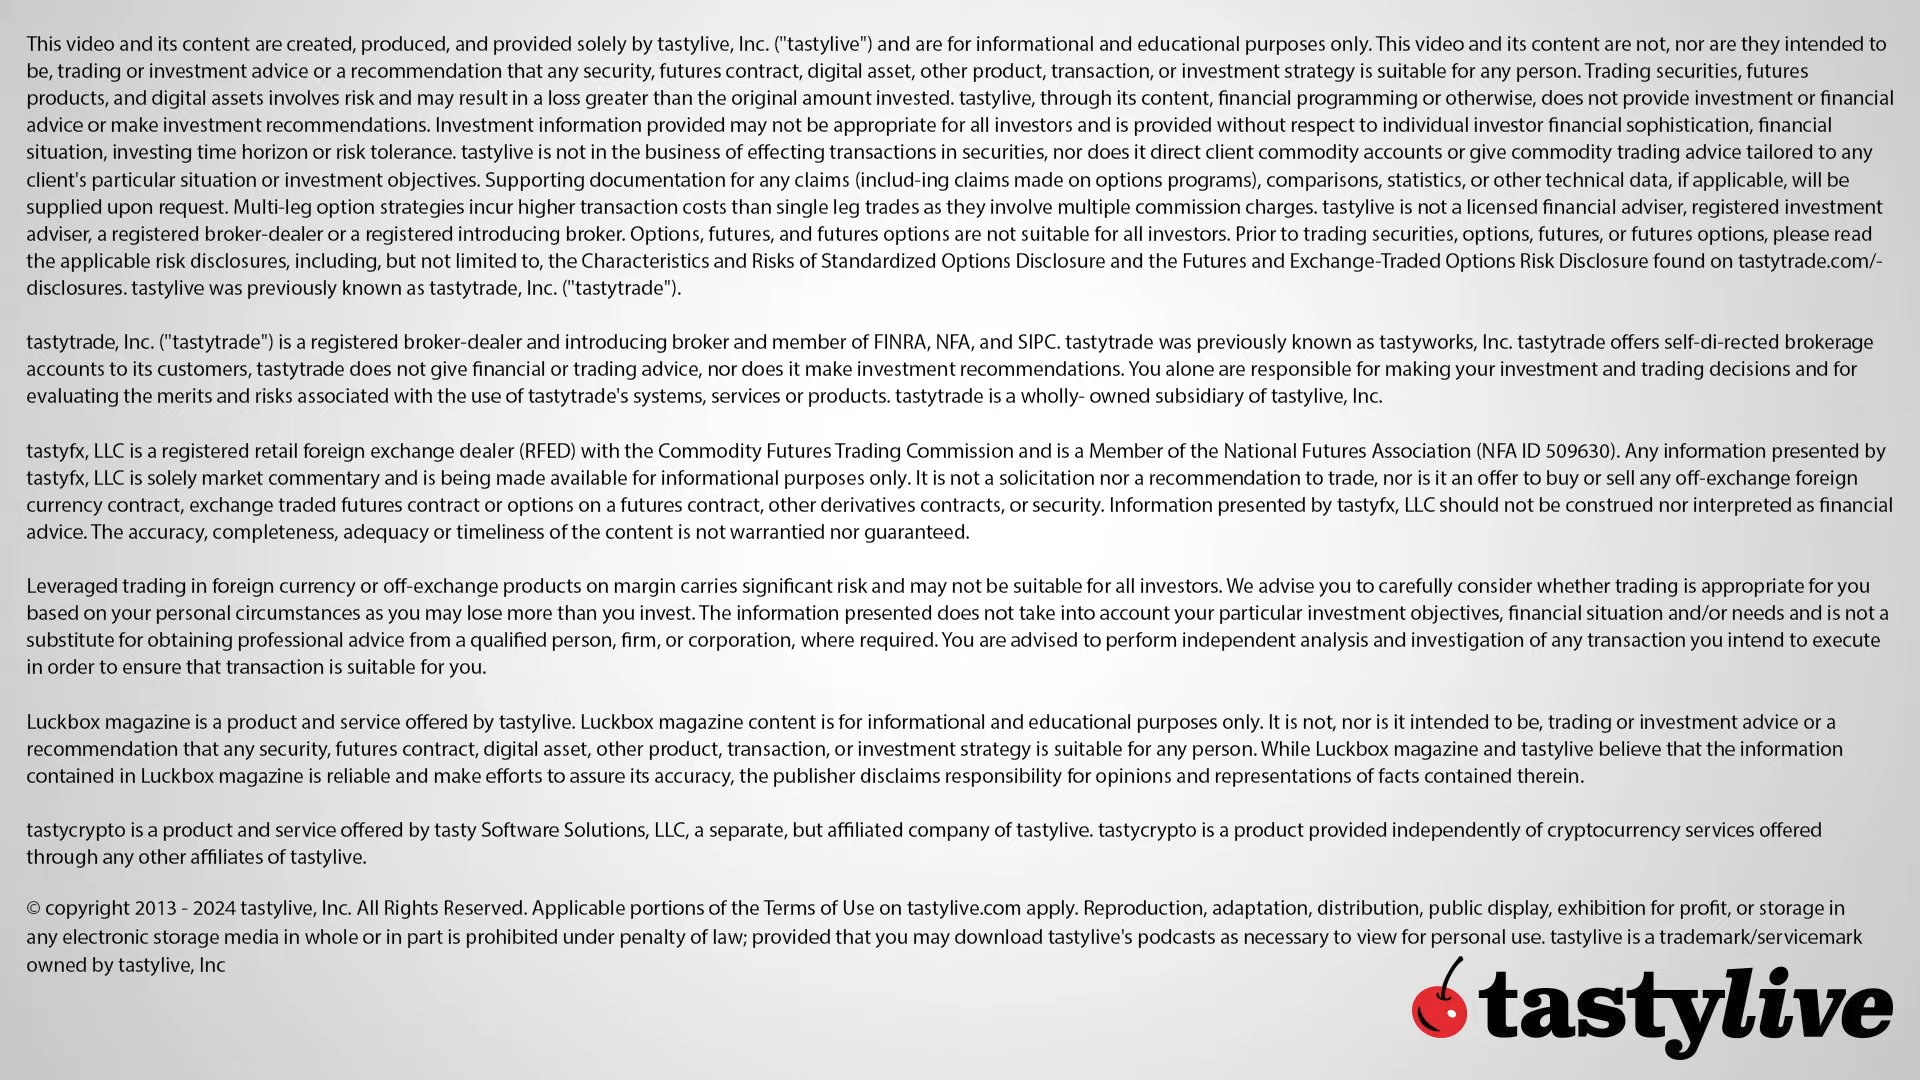 This video and its content are created, produced, and provided solely by tastylive, Inc. ("tastylive") and are for informational and educational purposes only. This video and its content are not, nor are they intended to
be, trading or investment advice or a recommendation that any security, futures contract, digital asset, other product, transaction, or investment strategy is suitable for any person. Trading securities, futures
products, and digital assets involves risk and may result in a loss greater than the original amount invested. tastylive, through its content, financial programming or otherwise, does not provide investment or financial
advice or make investment recommendations. Investment information provided may not be appropriate for all investors and is provided without respect to individual investor financial sophistication, financial
situation, investing time horizon or risk tolerance. tastylive is not in the business of effecting transactions in securities, nor does it direct client commodity accounts or give commodity trading advice tailored to any
client's particular situation or investment objectives. Supporting documentation for any claims (includ-ing claims made on options programs), comparisons, statistics, or other technical data, if applicable, will be
supplied upon request. Multi-leg option strategies incur higher transaction costs than single leg trades as they involve multiple commission charges. tastylive is not a licensed financial adviser, registered investment
adviser, a registered broker-dealer or a registered introducing broker. Options, futures, and futures options are not suitable for all investors. Prior to trading securities, options, futures, or futures options, please read
the applicable risk disclosures, including, but not limited to, the Characteristics and Risks of Standardized Options Disclosure and the Futures and Exchange-Traded Options Risk Disclosure found on tastytrade.com/-
disclosures. tastylive was previously known as tastytrade, Inc. ("tastytrade").
tastytrade, Inc. ("tastytrade") is a registered broker-dealer and introducing broker and member of FINRA, NFA, and SIPC. tastytrade was previously known as tastyworks, Inc. tastytrade offers self-di-rected brokerage
accounts to its customers, tastytrade does not give financial or trading advice, nor does it make investment recommendations. You alone are responsible for making your investment and trading decisions and for
evaluating the merits and risks associated with the use of tastytrade's systems, services or products. tastytrade is a wholly- owned subsidiary of tastylive, Inc.
tastyfx, LLC is a registered retail foreign exchange dealer (RFED) with the Commodity Futures Trading Commission and is a Member of the National Futures Association (NFA ID 509630). Any information presented by
tastyfx, LLC is solely market commentary and is being made available for informational purposes only. It is not a solicitation nor a recommendation to trade, nor is it an offer to buy or sell any off-exchange foreign
currency contract, exchange traded futures contract or options on a futures contract, other derivatives contracts, or security. Information presented by tastyfx, LLC should not be construed nor interpreted as financial
advice. The accuracy, completeness, adequacy or timeliness of the content is not warrantied nor guaranteed.
Leveraged trading in foreign currency or off-exchange products on margin carries significant risk and may not be suitable for all investors. We advise you to carefully consider whether trading is appropriate for you
based on your personal circumstances as you may lose more than you invest. The information presented does not take into account your particular investment objectives, financial situation and/or needs and is not a
substitute for obtaining professional advice from a qualified person, firm, or corporation, where required. You are advised to perform independent analysis and investigation of any transaction you intend to execute
in order to ensure that transaction is suitable for you.
Luckbox magazine is a product and service offered by tastylive. Luckbox magazine content is for informational and educational purposes only. It is not, nor is it intended to be, trading or investment advice or a
recommendation that any security, futures contract, digital asset, other product, transaction, or investment strategy is suitable for any person. While Luckbox magazine and tastylive believe that the information
contained in Luckbox magazine is reliable and make efforts to assure its accuracy, the publisher disclaims responsibility for opinions and representations of facts contained therein.
tastycrypto is a product and service offered by tasty Software Solutions, LLC, a separate, but affiliated company of tastylive. tastycrypto is a product provided independently of cryptocurrency services offered
through any other affiliates of tastylive.
© copyright 2013 - 2024 tastylive, Inc. All Rights Reserved. Applicable portions of the Terms of Use on tastylive.com apply. Reproduction, adaptation, distribution, public display, exhibition for profit, or storage in
any electronic storage media in whole or in part is prohibited under penalty of law; provided that you may download tastylive's podcasts as necessary to view for personal use. tastylive is a trademark/servicemark
owned by tastylive, Inc
tastylive